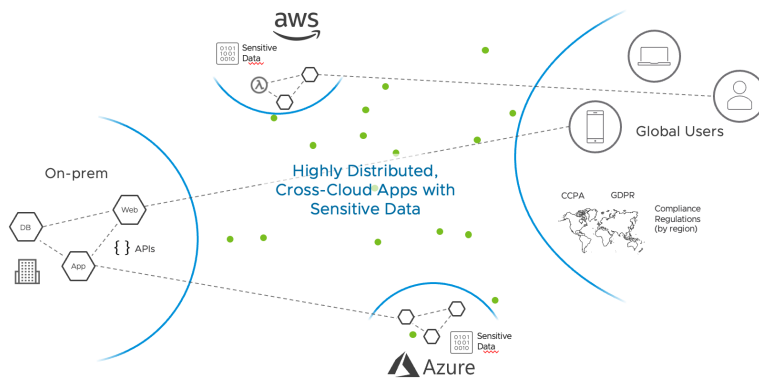 aws
0101
1001
0010
Sensitive
Data
λ
Global Users
On-prem
Highly Distributed,
Cross-Cloud Apps with
Sensitive Data
CCPA GDPR
Compliance
Regulations
(by region)
Web
DB
{ } APIs
App
0101
1001
0010
Sensitive
Data
Azure